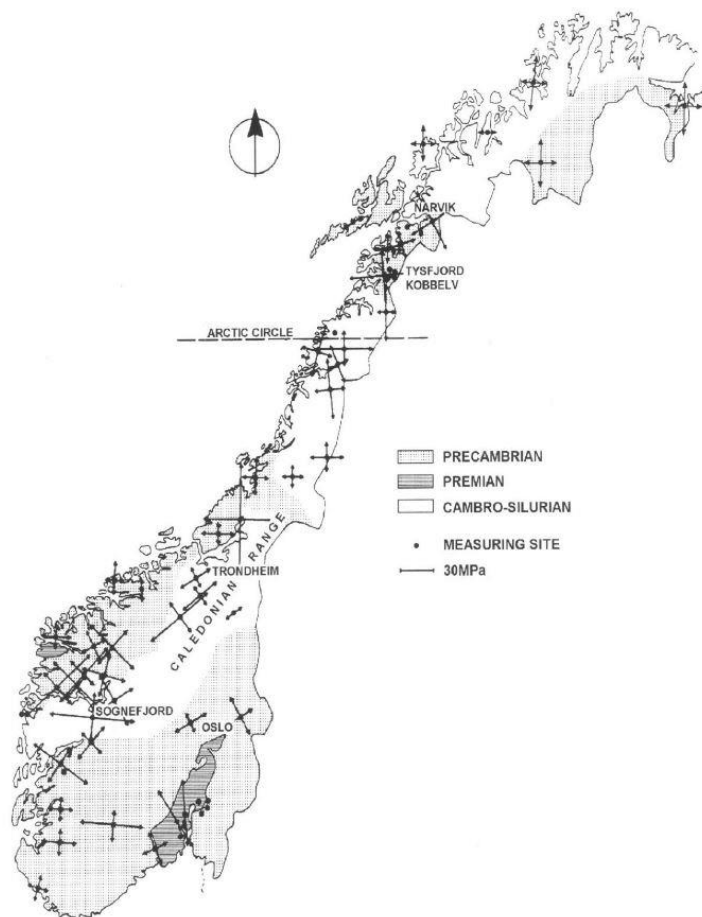 NARVIK
TYSFJORD
KOBBELV
ARCTIC CIRCLE
PRECAMBRIAN
PREMIAN
CAMBRO-SILURIAN
MEASURING SITE
30MPa
TRONDHEIM
CALEDONIAN RANGE
SOGNEFJORD
OSLO